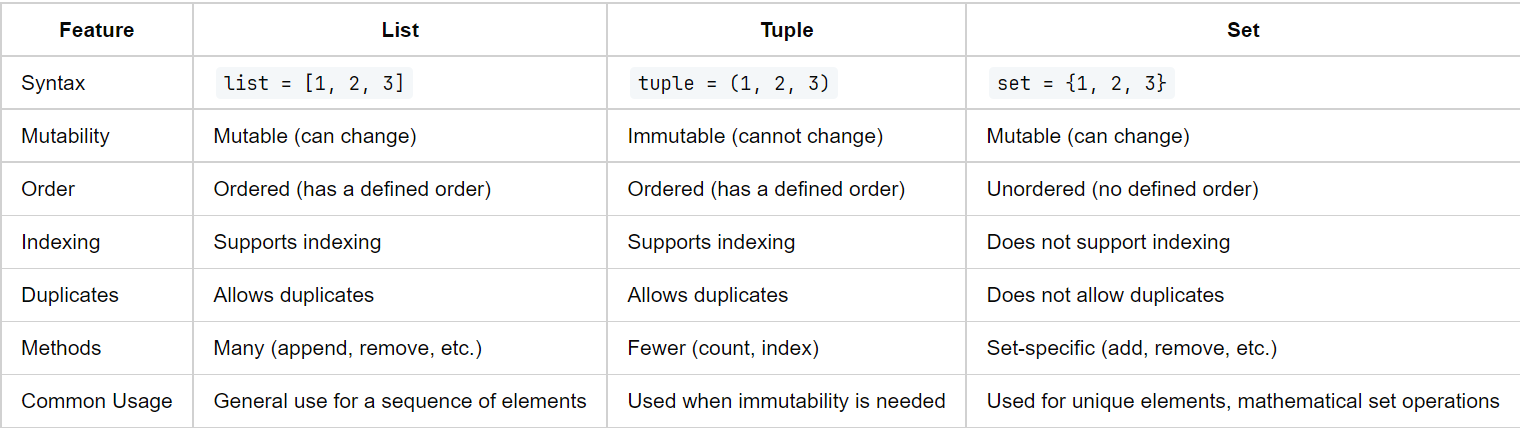 Feature List Tuple Set
Syntax list = [1, 2, 3] tuple = (1, 2, 3) set = {1, 2, 3}
Mutability Mutable (can change) Immutable (cannot change) Mutable (can change)
Order Ordered (has a defined order) Ordered (has a defined order) Unordered (no defined order)
Indexing Supports indexing Supports indexing Does not support indexing
Duplicates Allows duplicates Allows duplicates Does not allow duplicates
Methods Many (append, remove, etc.) Fewer (count, index) Set-specific (add, remove, etc.)
Common Usage General use for a sequence of elements Used when immutability is needed Used for unique elements, mathematical set operations